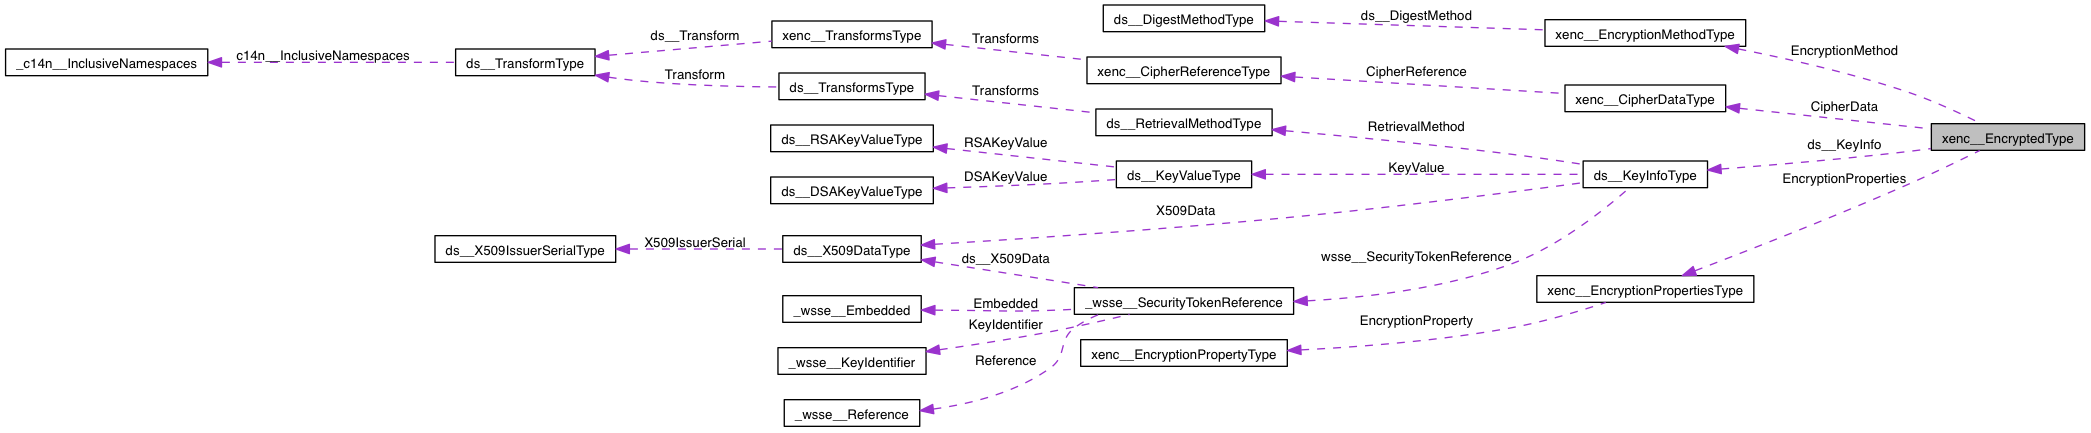 ds__DigestMethodType
ds__DigestMethod
xenc__EncryptionMethodType
EncryptionMethod
xenc__TransformsType
ds__Transform
Transforms
_c14n__InclusiveNamespaces
c14n__InclusiveNamespaces
ds__TransformType
Transform
xenc__CipherReferenceType
CipherReference
ds__TransformsType
Transforms
xenc__CipherDataType
CipherData
ds__RetrievalMethodType
RetrievalMethod
xenc__EncryptedType
ds__RSAKeyValueType
RSAKeyValue
ds__KeyInfo
ds__KeyValueType
KeyValue
ds__KeyInfoType
DSAKeyValue
ds__DSAKeyValueType
EncryptionProperties
X509Data
ds__X509IssuerSerialType
X509IssuerSerial
ds__X509DataType
ds__X509Data
wsse__SecurityTokenReference
xenc__EncryptionPropertiesType
_wsse__Embedded
Embedded
_wsse__SecurityTokenReference
KeyIdentifier
EncryptionProperty
_wsse__KeyIdentifier
Reference
xenc__EncryptionPropertyType
_wsse__Reference